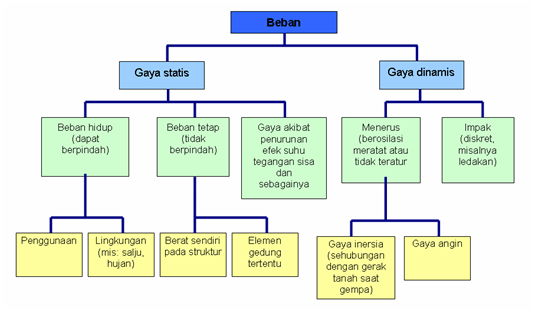 Beban
Gaya statis
Gaya dinamis
Beban hidup
(dapat
berpindah)
Beban tetap
(tidak
berpindah)
Gaya akibat
penurunan
efek suhu
tegangan sisa
dan
sebagainya
Menerus
(berosilasi
meratat atau
tidak teratur
Impak
(diskret,
misalnya
ledakan)
Penggunaan
Lingkungan
(mis: salju,
hujan)
Berat sendiri
pada struktur
Elemen
gedung
tertentu
Gaya inersia
(sehubungan
dengan gerak
tanah saat
gempa)
Gaya angin